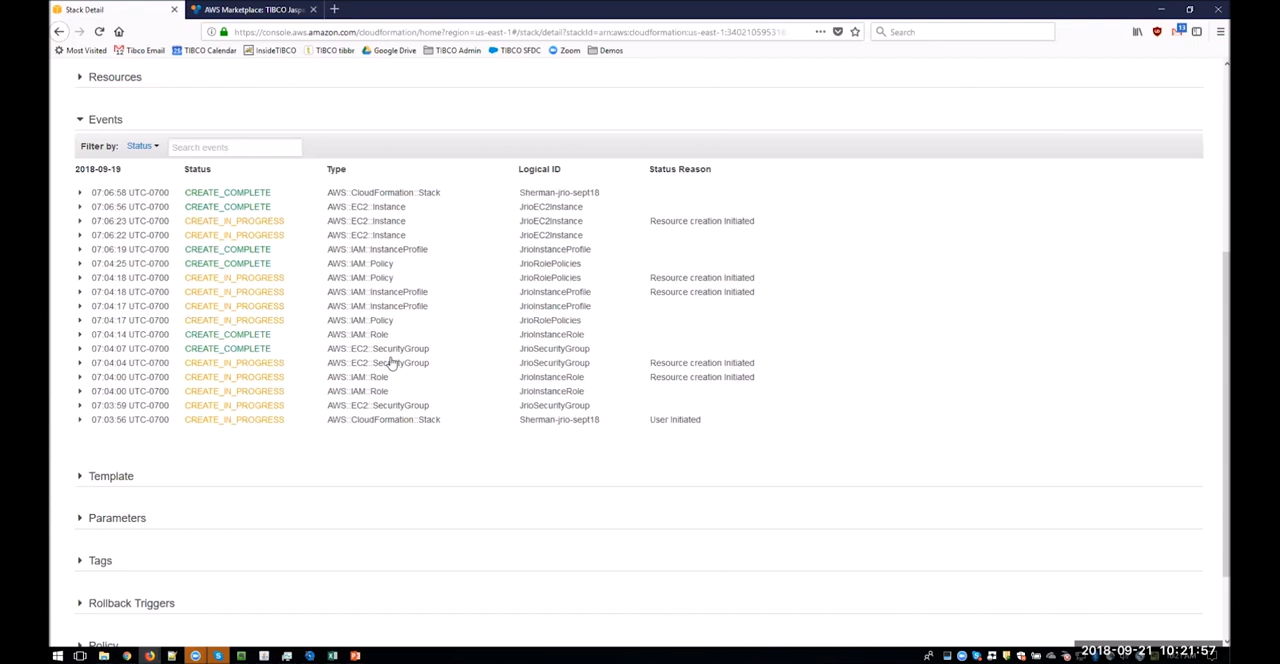 Stack Detail
AWS Marketplace: TIBCO Jasp
https://console.aws.amazon.com/cloudformation/home?region=us-east-1#/stack/detail?stackId=arn:aws:cloudformation:us-east-1:3402105953 1
Search
13
Most Visited
Tibco Email
TIBCO Calendar
InsideTIBCO
TIBCO tibbr
Google Drive
TIBCO Admin
TIBCO SFDC
Zoom
Demos
Resources
Events
Filter by: Status Search events
2018-09-19 Status Type Logical ID Status Reason
07:06:58 UTC-0700 CREATE_COMPLETE AWS::CloudFormation::Stack Sherman-jrio-sept18
07:06:56 UTC-0700 CREATE_COMPLETE AWS::EC2::Instance JrioEC2Instance
07:06:23 UTC-0700 CREATE_IN_PROGRESS AWS::EC2::Instance JrioEC2Instance Resource creation Initiated
07:06:22 UTC-0700 CREATE_IN_PROGRESS AWS::EC2::Instance JrioEC2Instance
07:06:19 UTC-0700 CREATE_COMPLETE AWS::IAM::InstanceProfile JrioInstanceProfile
07:04:25 UTC-0700 CREATE_COMPLETE AWS::IAM::Policy JrioRolePolicies
07:04:18 UTC-0700 CREATE_IN_PROGRESS AWS::IAM::Policy JrioRolePolicies Resource creation Initiated
07:04:18 UTC-0700 CREATE_IN_PROGRESS AWS::IAM::InstanceProfile JrioInstanceProfile Resource creation Initiated
07:04:17 UTC-0700 CREATE_IN_PROGRESS AWS::IAM::InstanceProfile JrioInstanceProfile
07:04:17 UTC-0700 CREATE_IN_PROGRESS AWS::IAM::Policy JrioRolePolicies
07:04:14 UTC-0700 CREATE_COMPLETE AWS::IAM::Role JrioInstanceRole
07:04:07 UTC-0700 CREATE_COMPLETE AWS::EC2::SecurityGroup JrioSecurityGroup
07:04:04 UTC-0700 CREATE_IN_PROGRESS AWS::EC2::SecurityGroup JrioSecurityGroup Resource creation Initiated
07:04:00 UTC-0700 CREATE_IN_PROGRESS AWS::IAM::Role JrioInstanceRole Resource creation Initiated
07:04:00 UTC-0700 CREATE_IN_PROGRESS AWS::IAM::Role JrioInstanceRole
07:03:59 UTC-0700 CREATE_IN_PROGRESS AWS::EC2::SecurityGroup JrioSecurityGroup
07:03:56 UTC-0700 CREATE_IN_PROGRESS AWS::CloudFormation::Stack Sherman-jrio-sept18 User Initiated
Template
Parameters
Tags
Rollback Triggers
Policy
2018-09-21 10:21:57